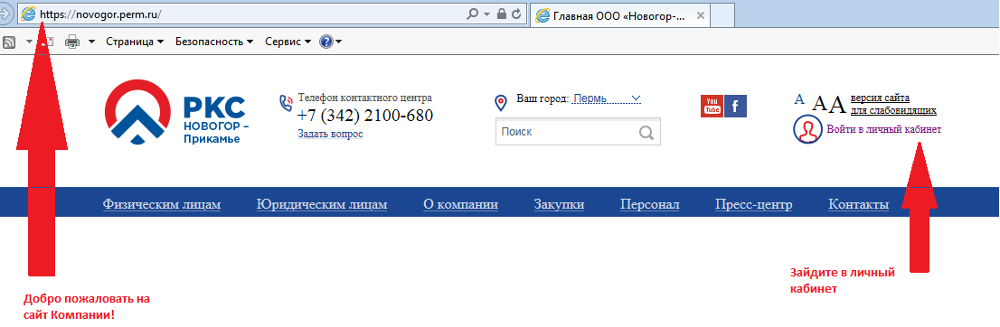 https://novogor.perm.ru/
Главная ООО «Новогор-...
Страница Безопасность Сервис
РКС
НОВОГОР –
Прикамье
Телефон контактного центра
+7 (342) 2100-680
Задать вопрос
Ваш город: Пермь
Поиск
You
Tube
f
А А А
версия сайта
для слабовидящих
Войти в личный кабинет
Физическим лицам Юридическим лицам О компании Закупки Персонал Пресс-центр Контакты
Добро пожаловать на
сайт Компании!
Зайдите в личный
кабинет